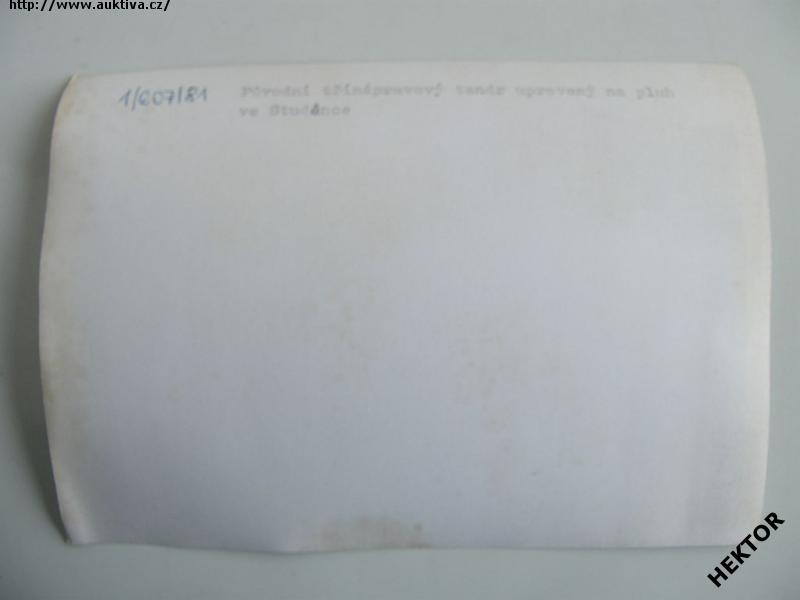 http://www.auktiva.cz/
1/607/81 Původní třínápravový tendr upravený na pluh
ve Studénce
HEKTOR